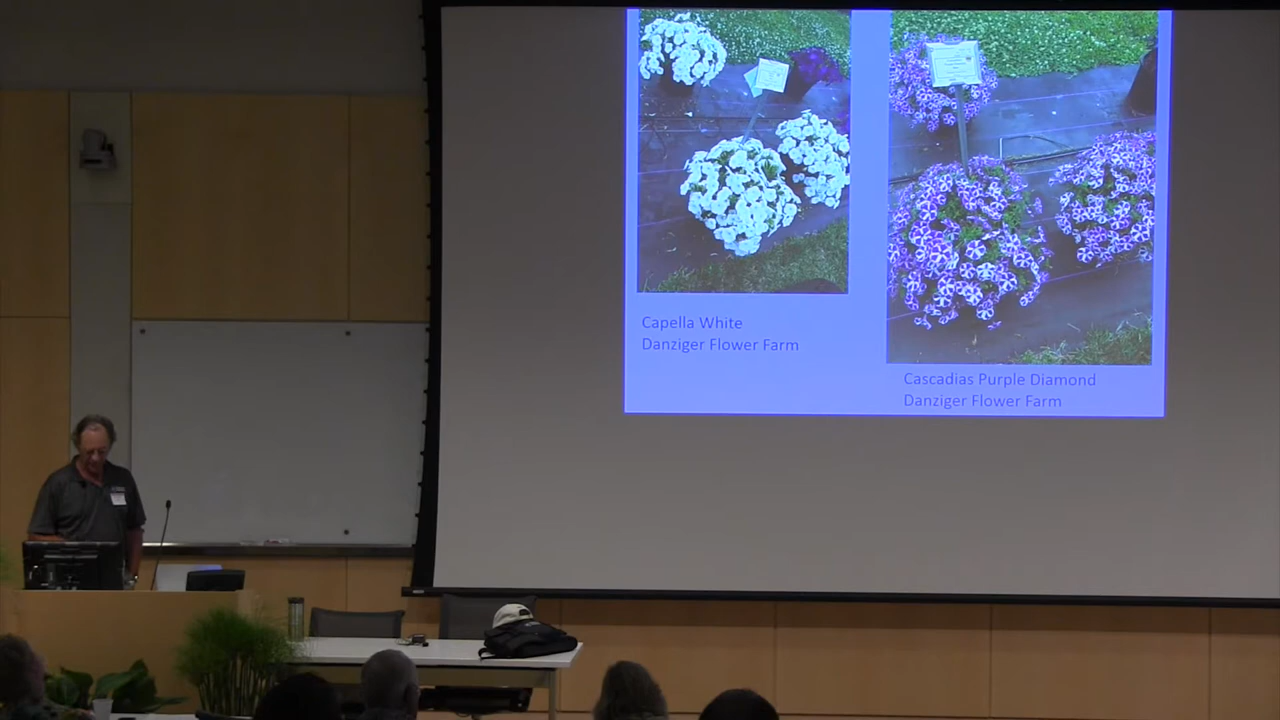 Capella White
Danziger Flower Farm
Cascadias Purple Diamond
Danziger Flower Farm